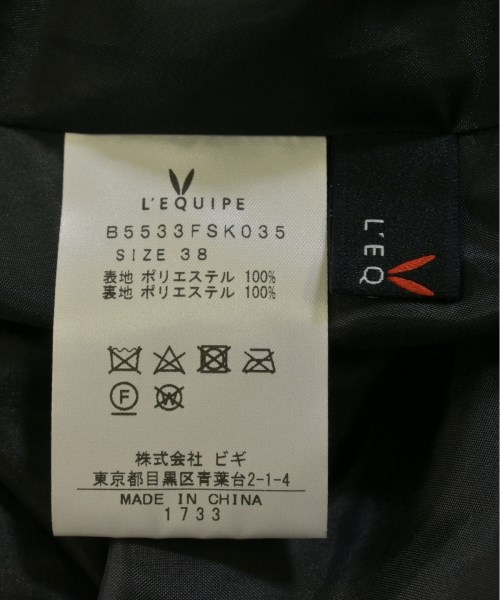 L'EQUIPE
B5533FSK035
SIZE 38
表地 ポリエステル 100%
裏地 ポリエステル 100%
F
W
株式会社 ビギ
東京都目黒区青葉台2-1-4
MADE IN CHINA
1733
L'EQ